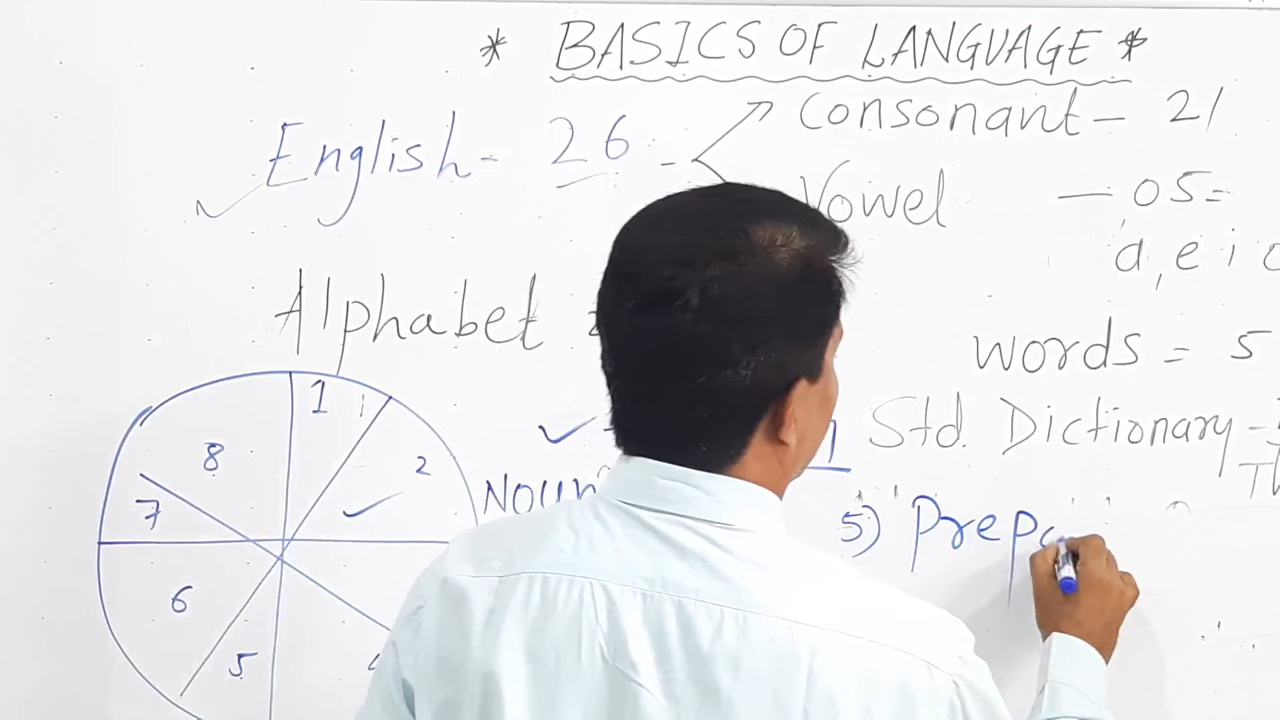 * BASICS OF LANGUAGE *
English - 26 - Consonant - 21
Vowel - 05 =
a, e i
Alphabet
words = 5
Std. Dictionary -
1
2
8
7
6
5
Noun
5) Prepo